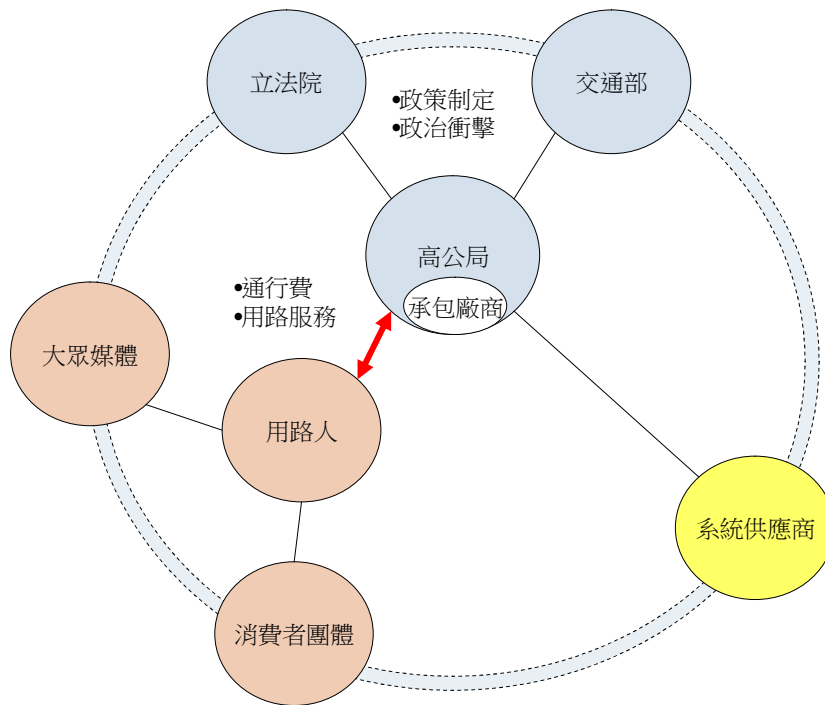 立法院
交通部
•政策制定
•政治衝擊
高公局
承包廠商
•通行費
•用路服務
大眾媒體
用路人
系統供應商
消費者團體